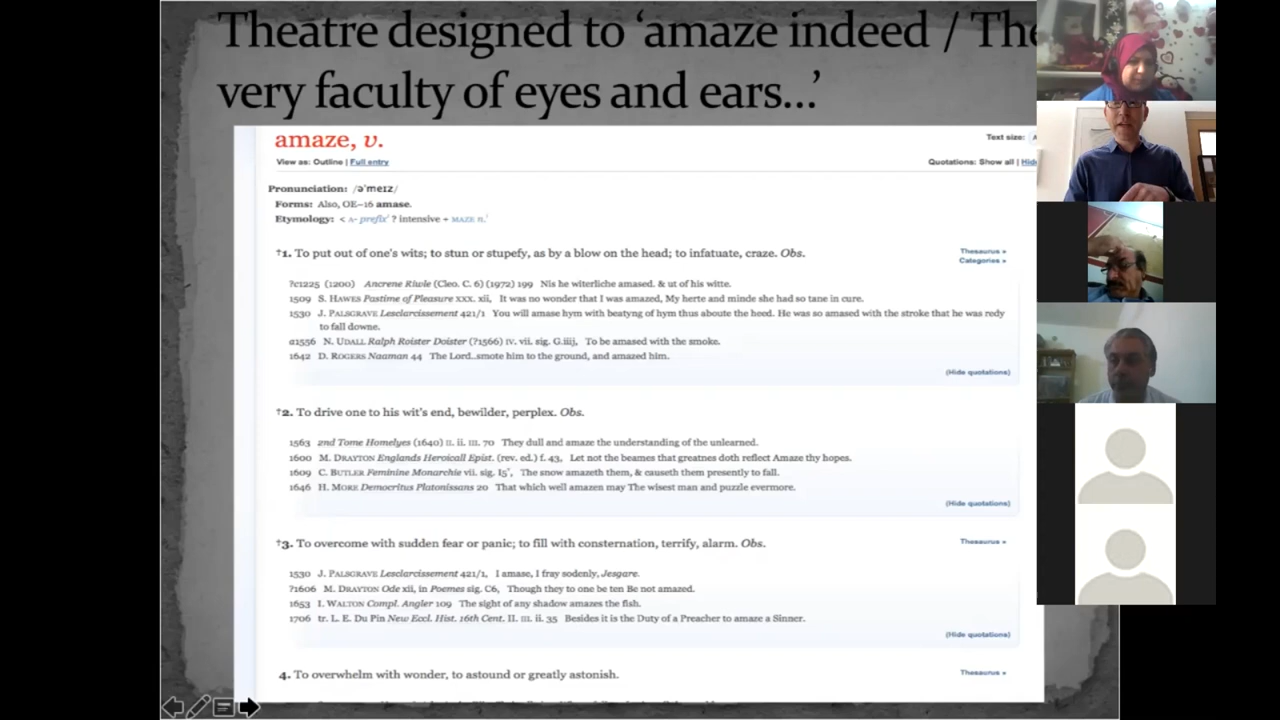 Theatre designed to ‘amaze indeed / The
very faculty of eyes and ears…’
amaze, v.
Text size: A
View as: Outline | Full entry
Quotations: Show all | Hid
Pronunciation: /əˈmeɪz/
Forms: Also, OE–16 amase.
Etymology: < A- prefix¹ ? intensive + MAZE n.¹
†1. To put out of one's wits; to stun or stupefy, as by a blow on the head; to infatuate, craze. Obs.
Thesaurus »
Categories »
?c1225 (1200) Ancrene Riwle (Cleo. C. 6) (1972) 199 Nis he witerliche amased. & ut of his witte.
1509 S. HAWES Pastime of Pleasure XXX. xii, It was no wonder that I was amazed, My herte and minde she had so tane in cure.
1530 J. PALSGRAVE Lesclarcissement 421/1 You will amase hym with beatyng of hym thus aboute the heed. He was so amased with the stroke that he was redy
to fall downe.
a1556 N. UDALL Ralph Roister Doister (?1566) IV. vii. sig. G.iiij, To be amased with the smoke.
1642 D. ROGERS Naaman 44 The Lord..smote him to the ground, and amazed him.
(Hide quotations)
†2. To drive one to his wit's end, bewilder, perplex. Obs.
1563 2nd Tome Homelyes (1640) II. ii. III. 70 They dull and amaze the understanding of the unlearned.
1600 M. DRAYTON Englands Heroicall Epist. (rev. ed.) f. 43, Let not the beames that greatnes doth reflect Amaze thy hopes.
1609 C. BUTLER Feminine Monarchie vii. sig. I5ᵛ, The snow amazeth them, & causeth them presently to fall.
1646 H. MORE Democritus Platonissans 20 That which well amazen may The wisest man and puzzle evermore.
(Hide quotations)
†3. To overcome with sudden fear or panic; to fill with consternation, terrify, alarm. Obs.
Thesaurus »
1530 J. PALSGRAVE Lesclarcissement 421/1, I amase, I fray sodenly, Jesgare.
?1606 M. DRAYTON Ode xii, in Poemes sig. C6, Though they to one be ten Be not amazed.
1653 I. WALTON Compl. Angler 109 The sight of any shadow amazes the fish.
1706 tr. L. E. Du Pin New Eccl. Hist. 16th Cent. II. III. ii. 35 Besides it is the Duty of a Preacher to amaze a Sinner.
(Hide quotations)
4. To overwhelm with wonder, to astound or greatly astonish.
Thesaurus »